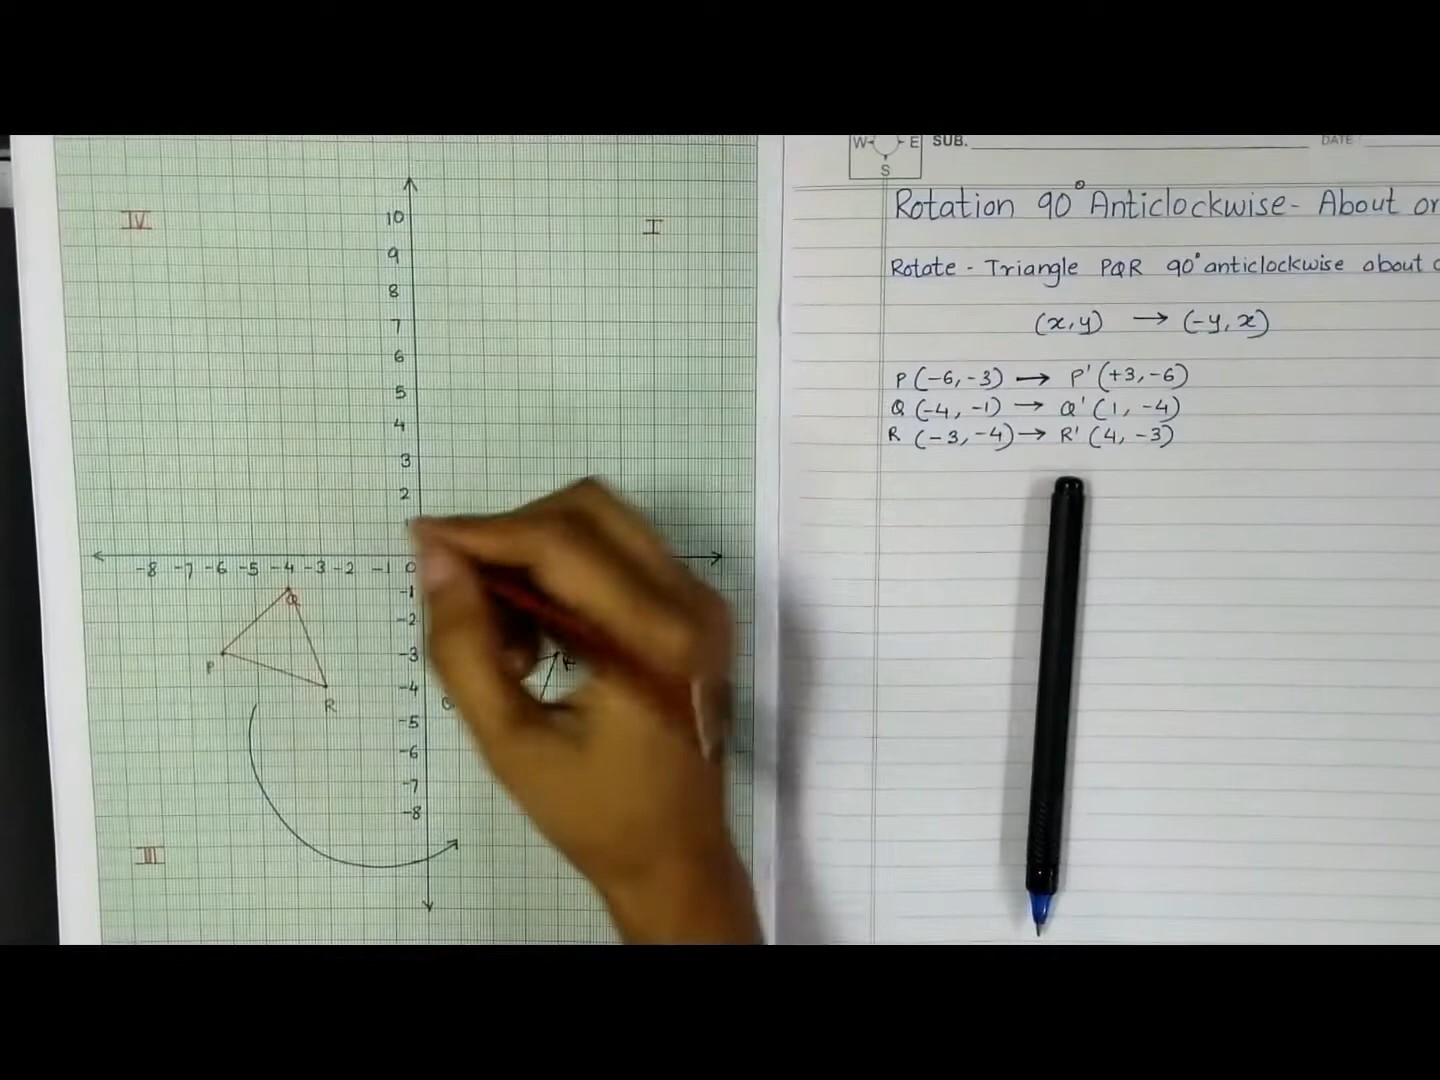 W E SUB. DATE
S
Rotation 90° Anticlockwise - About
Rotate - Triangle PQR 90° anticlockwise about
(x,y) → (-y, x)
P (-6, -3) → P' (+3, -6)
Q (-4, -1) → Q' (1, -4)
R (-3, -4) → R' (4, -3)
IV
I
10
9
8
7
6
5
4
3
2
-8 -7 -6 -5 -4 -3 -2 -1 0
-1
-2
-3
-4
-5
-6
-7
-8
Q
P
R
III